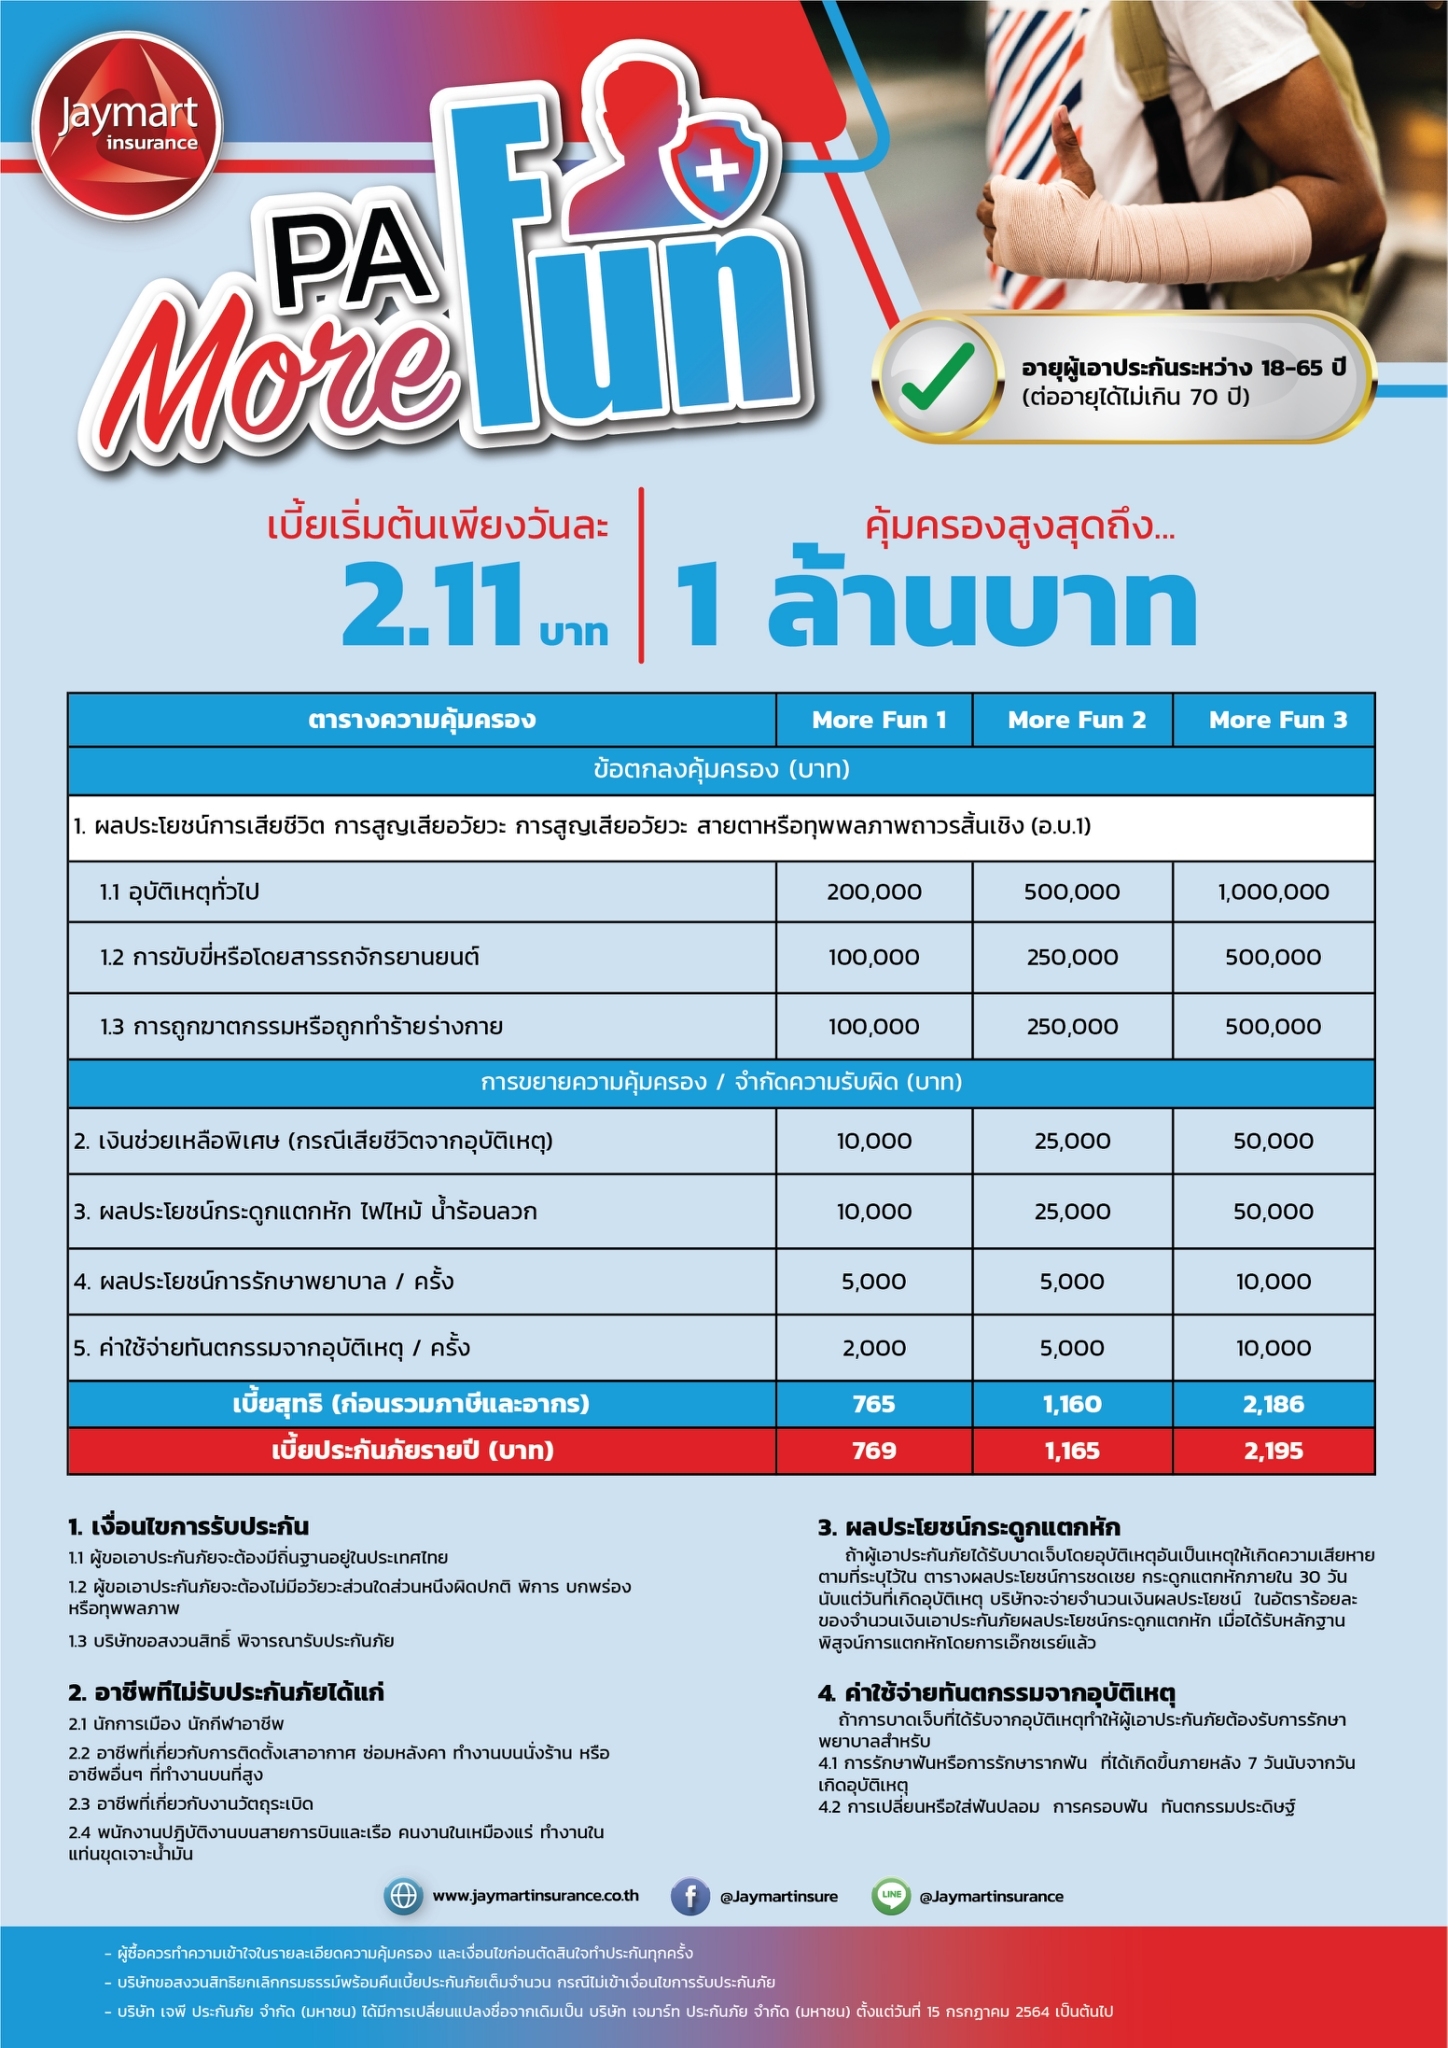 Jaymart
insurance
PA
More Fun
อายุผู้เอาประกันระหว่าง 18-65 ปี
(ต่ออายุได้ไม่เกิน 70 ปี)
เบี้ยเริ่มต้นเพียงวันละ
2.11 บาท
คุ้มครองสูงสุดถึง...
1 ล้านบาท
ตารางความคุ้มครอง More Fun 1 More Fun 2 More Fun 3
ข้อตกลงคุ้มครอง (บาท)
1. ผลประโยชน์การเสียชีวิต การสูญเสียอวัยวะ การสูญเสียอวัยวะ สายตาหรือทุพพลภาพถาวรสิ้นเชิง (อ.บ.1)
1.1 อุบัติเหตุทั่วไป 200,000 500,000 1,000,000
1.2 การขับขี่หรือโดยสารรถจักรยานยนต์ 100,000 250,000 500,000
1.3 การถูกฆาตกรรมหรือถูกทำร้ายร่างกาย 100,000 250,000 500,000
การขยายความคุ้มครอง / จำกัดความรับผิด (บาท)
2. เงินช่วยเหลือพิเศษ (กรณีเสียชีวิตจากอุบัติเหตุ) 10,000 25,000 50,000
3. ผลประโยชน์กระดูกแตกหัก ไฟไหม้ น้ำร้อนลวก 10,000 25,000 50,000
4. ผลประโยชน์การรักษาพยาบาล / ครั้ง 5,000 5,000 10,000
5. ค่าใช้จ่ายทันตกรรมจากอุบัติเหตุ / ครั้ง 2,000 5,000 10,000
เบี้ยสุทธิ (ก่อนรวมภาษีและอากร) 765 1,160 2,186
เบี้ยประกันภัยรายปี (บาท) 769 1,165 2,195
1. เงื่อนไขการรับประกัน
1.1 ผู้ขอเอาประกันภัยจะต้องมีถิ่นฐานอยู่ในประเทศไทย
1.2 ผู้ขอเอาประกันภัยจะต้องไม่มีอวัยวะส่วนใดส่วนหนึ่งผิดปกติ พิการ บกพร่อง
หรือทุพพลภาพ
1.3 บริษัทขอสงวนสิทธิ์ พิจารณารับประกันภัย
2. อาชีพที่ไม่รับประกันภัยได้แก่
2.1 นักการเมือง นักกีฬาอาชีพ
2.2 อาชีพที่เกี่ยวกับการติดตั้งเสาอากาศ ซ่อมหลังคา ทำงานบนนั่งร้าน หรือ
อาชีพอื่นๆ ที่ทำงานบนที่สูง
2.3 อาชีพที่เกี่ยวกับงานวัตถุระเบิด
2.4 พนักงานปฎิบัติงานบนสายการบินและเรือ คนงานในเหมืองแร่ ทำงานใน
แท่นขุดเจาะน้ำมัน
3. ผลประโยชน์กระดูกแตกหัก
ถ้าผู้เอาประกันภัยได้รับบาดเจ็บโดยอุบัติเหตุอันเป็นเหตุให้เกิดความเสียหาย
ตามที่ระบุไว้ใน ตารางผลประโยชน์การชดเชย กระดูกแตกหักภายใน 30 วัน
นับแต่วันที่เกิดอุบัติเหตุ บริษัทจะจ่ายจำนวนเงินผลประโยชน์ ในอัตราร้อยละ
ของจำนวนเงินเอาประกันภัยผลประโยชน์กระดูกแตกหัก เมื่อได้รับหลักฐาน
พิสูจน์การแตกหักโดยการเอ๊กซเรย์แล้ว
4. ค่าใช้จ่ายทันตกรรมจากอุบัติเหตุ
ถ้าการบาดเจ็บที่ได้รับจากอุบัติเหตุทำให้ผู้เอาประกันภัยต้องรับการรักษา
พยาบาลสำหรับ
4.1 การรักษาฟันหรือการรักษารากฟัน ที่ได้เกิดขึ้นภายหลัง 7 วันนับจากวัน
เกิดอุบัติเหตุ
4.2 การเปลี่ยนหรือใส่ฟันปลอม การครอบฟัน ทันตกรรมประดิษฐ์
www.jaymartinsurance.co.th @Jaymartinsure LINE @Jaymartinsurance
- ผู้ซื้อควรทำความเข้าใจในรายละเอียดความคุ้มครอง และเงื่อนไขก่อนตัดสินใจทำประกันทุกครั้ง
- บริษัทขอสงวนสิทธิยกเลิกกรมธรรม์พร้อมคืนเบี้ยประกันภัยเต็มจำนวน กรณีไม่เข้าเงื่อนไขการรับประกันภัย
- บริษัท เจพี ประกันภัย จำกัด (มหาชน) ได้มีการเปลี่ยนแปลงชื่อจากเดิมเป็น บริษัท เจมาร์ท ประกันภัย จำกัด (มหาชน) ตั้งแต่วันที่ 15 กรกฎาคม 2564 เป็นต้นไป